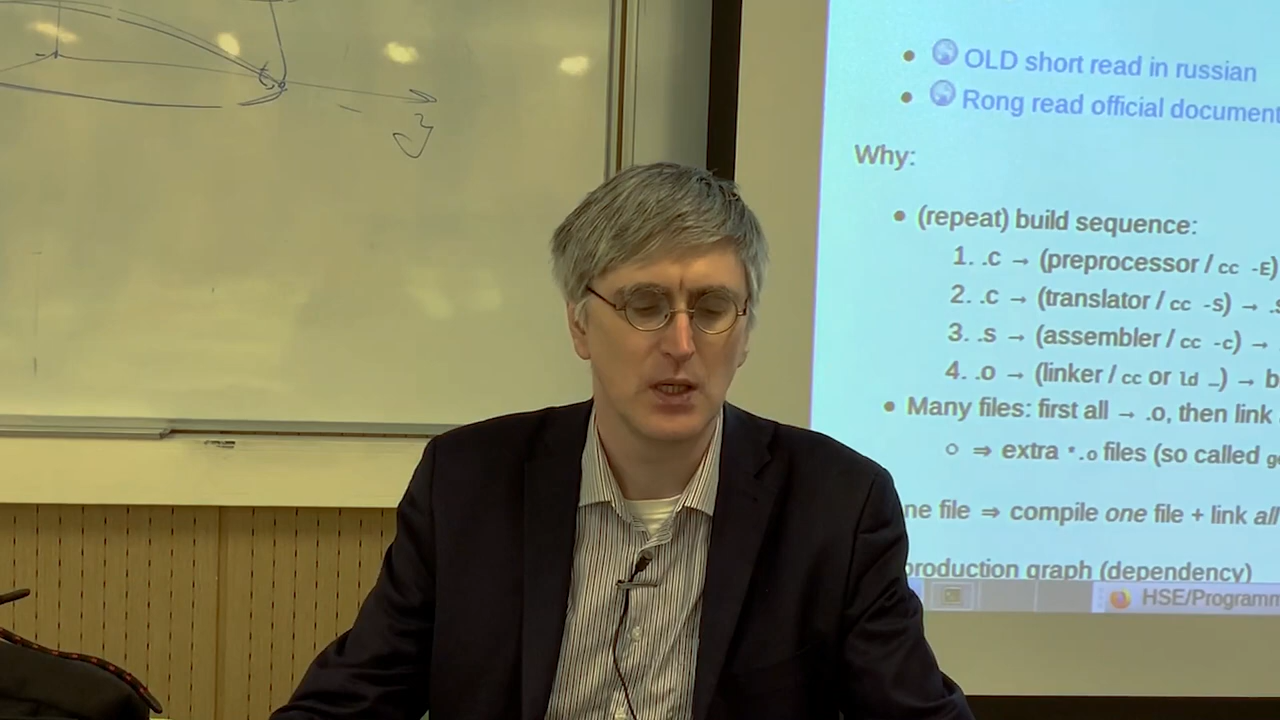 OLD short read in russian
Rong read official document
Why:
(repeat) build sequence:
1. .c → (preprocessor / cc -E)
2. .c → (translator / cc -S) → .s
3. .s → (assembler / cc -c) →
4. .o → (linker / cc or ld …) → b
Many files: first all → .o, then link
⇒ extra *.o files (so called g
ne file ⇒ compile one file + link all
production graph (dependency)
HSE/Programm